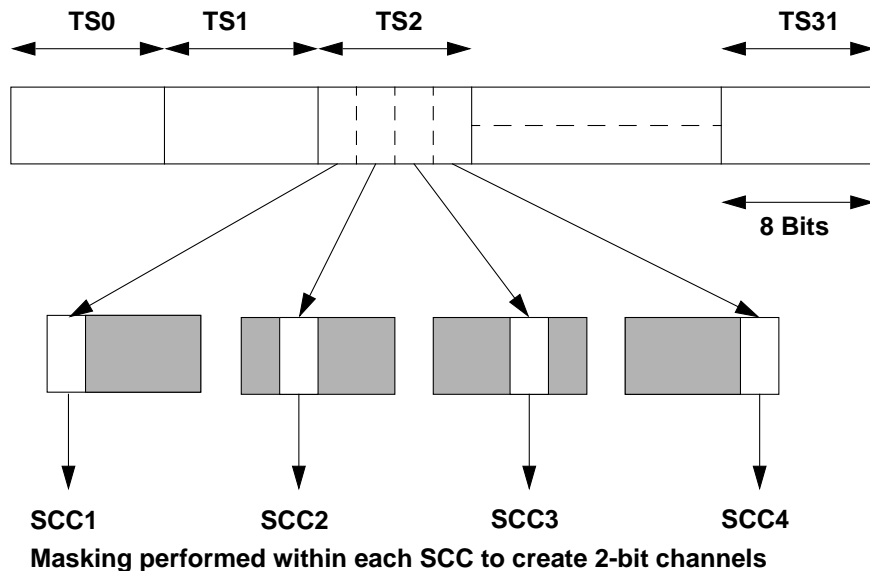 TS0 TS1 TS2 TS31
8 Bits
SCC1 SCC2 SCC3 SCC4
Masking performed within each SCC to create 2-bit channels